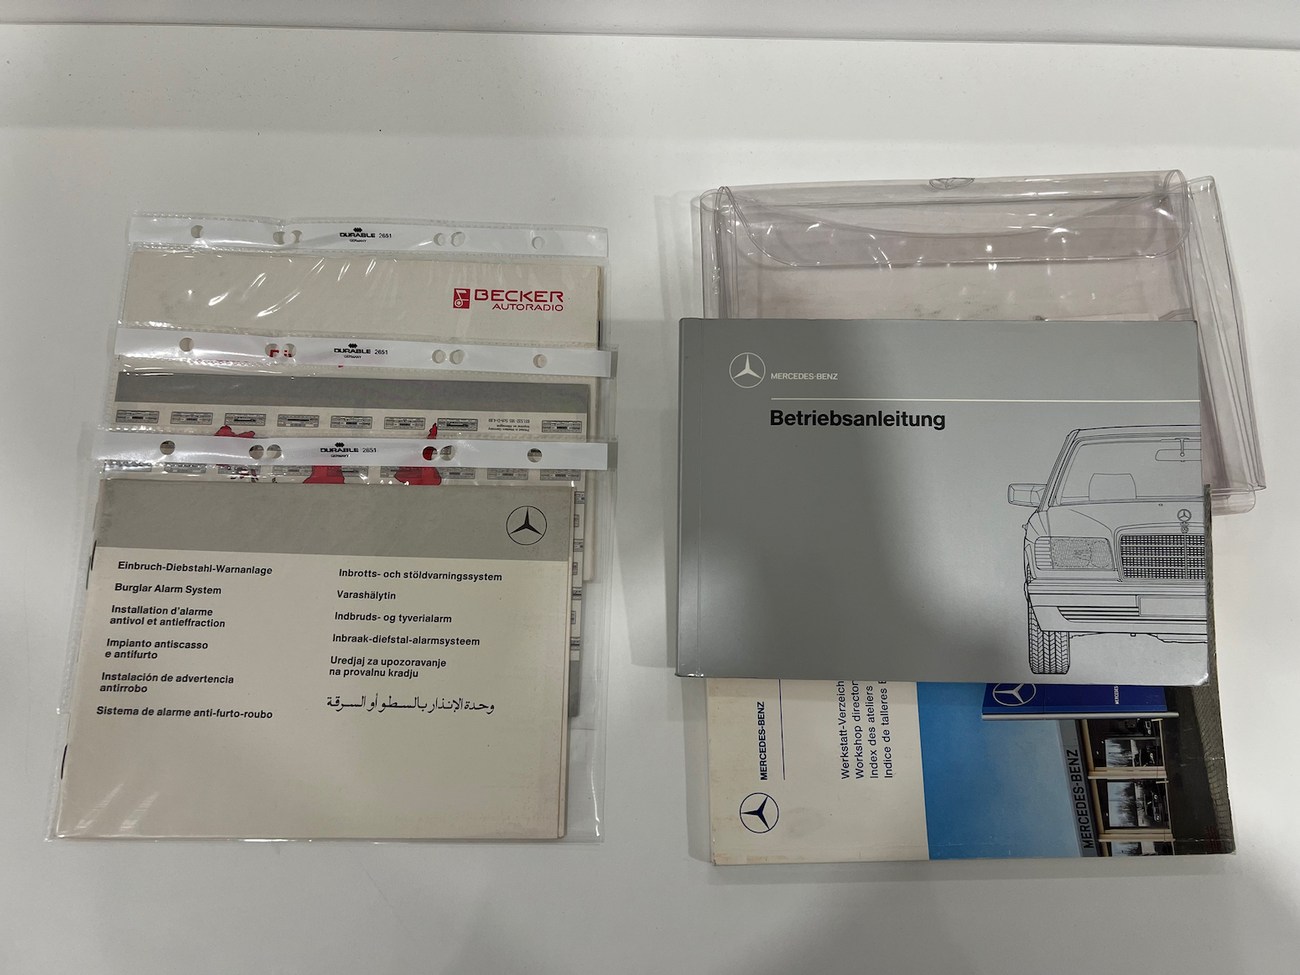 DURABLE 2651
GERMANY
BECKER
AUTORADIO
DURABLE 2651
GERMANY
DURABLE 2651
GERMANY
Einbruch-Diebstahl-Warnanlage
Burglar Alarm System
Installation d'alarme
antivol et antieffraction
Impianto antiscasso
e antifurto
Instalación de advertencia
antirrobo
Sistema de alarme anti-furto-roubo
Inbrotts- och stöldvarningssystem
Varashälytin
Indbruds- og tyverialarm
Inbraak-diefstal-alarmsysteem
Uredjaj za upozoravanje
na provalnu kradju
وحدة الإنذار بالسطو أو السرقة
MERCEDES-BENZ
Betriebsanleitung
MERCEDES-BENZ
Werkstatt-Verzeich
Workshop director
Index des ateliers
Indice de talleres
MERCEDES-BENZ